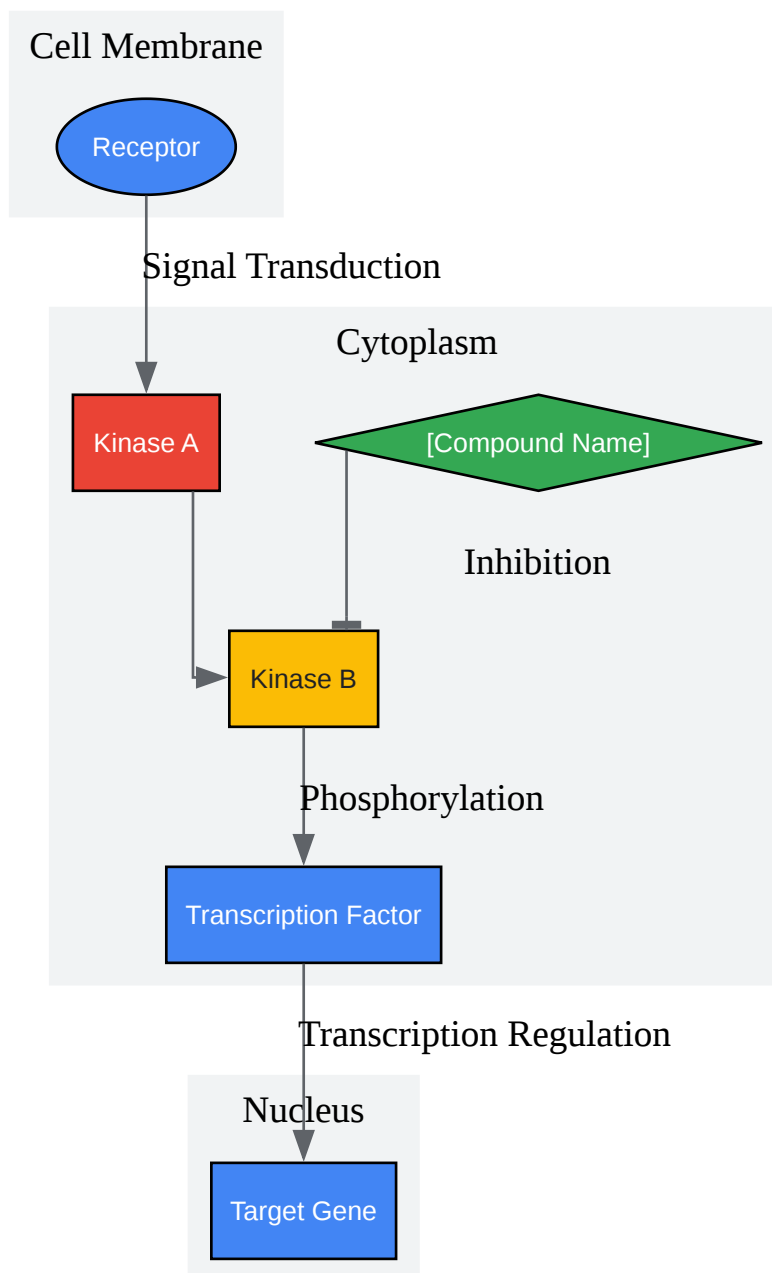 Cell Membrane
Receptor
Signal Transduction
Cytoplasm
Kinase A
[Compound Name]
Inhibition
Kinase B
Phosphorylation
Transcription Factor
Transcription Regulation
Nucleus
Target Gene